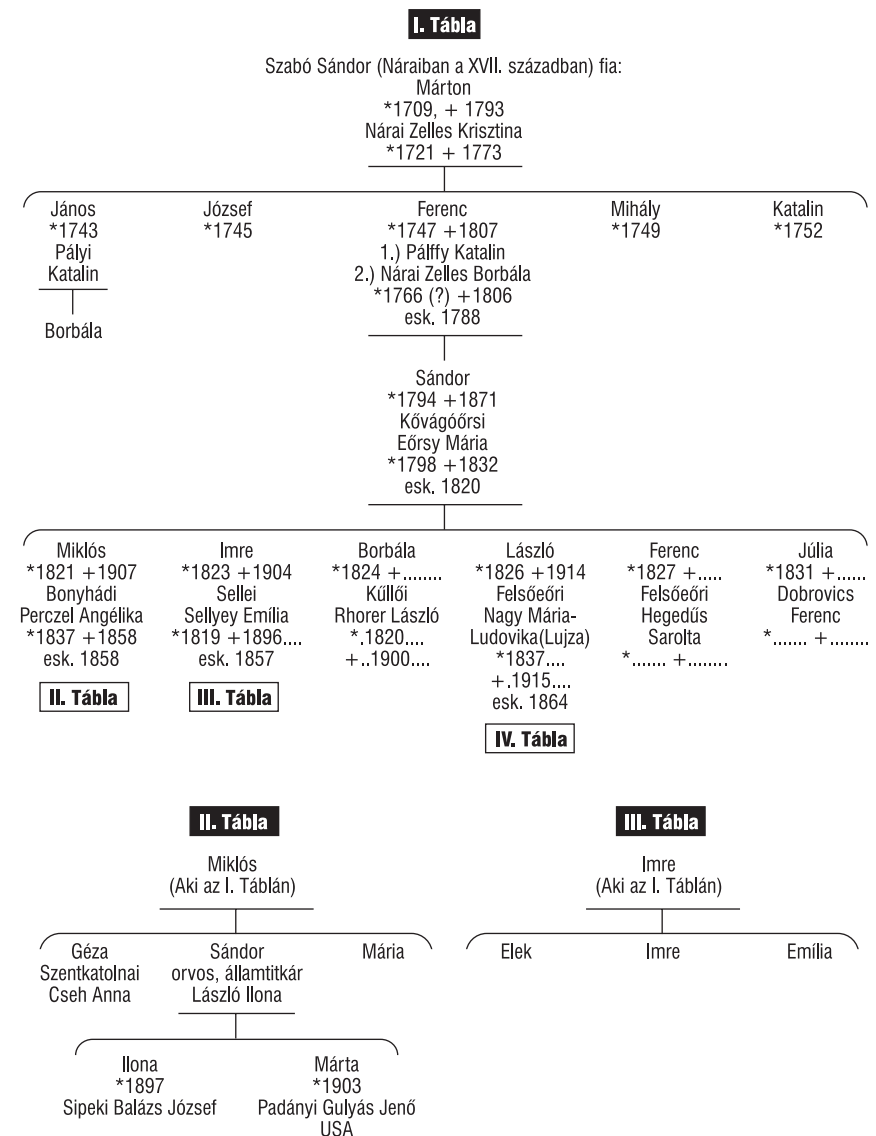 I. Tábla
Szabó Sándor (Náraiban a XVII. században) fia:
Márton
*1709, + 1793
Nárai Zelles Krisztina
*1721 + 1773
János
*1743
Pályi
Katalin
Borbála
József
*1745
Ferenc
*1747 +1807
1.) Pálffy Katalin
2.) Nárai Zelles Borbála
*1766 (?) +1806
esk. 1788
Mihály
*1749
Katalin
*1752
Sándor
*1794 +1871
Kővágóőrsi
Eőrsy Mária
*1798 +1832
esk. 1820
Miklós
*1821 +1907
Bonyhádi
Perczel Angélika
*1837 +1858
esk. 1858
II. Tábla
Imre
*1823 +1904
Sellei
Sellyey Emília
*1819 +1896....
esk. 1857
III. Tábla
Borbála
*1824 +........
Kűllői
Rhorer László
*.1820....
+..1900....
László
*1826 +1914
Felsőeőri
Nagy Mária-
Ludovika(Lujza)
*1837....
+.1915....
esk. 1864
IV. Tábla
Ferenc
*1827 +.....
Felsőeőri
Hegedűs
Sarolta
*....... +........
Júlia
*1831 +......
Dobrovics
Ferenc
*....... +........
II. Tábla
Miklós
(Aki az I. Táblán)
Géza
Szentkatolnai
Cseh Anna
Sándor
orvos, államtitkár
László Ilona
Mária
Ilona
*1897
Sipeki Balázs József
Márta
*1903
Padányi Gulyás Jenő
USA
III. Tábla
Imre
(Aki az I. Táblán)
Elek
Imre
Emília